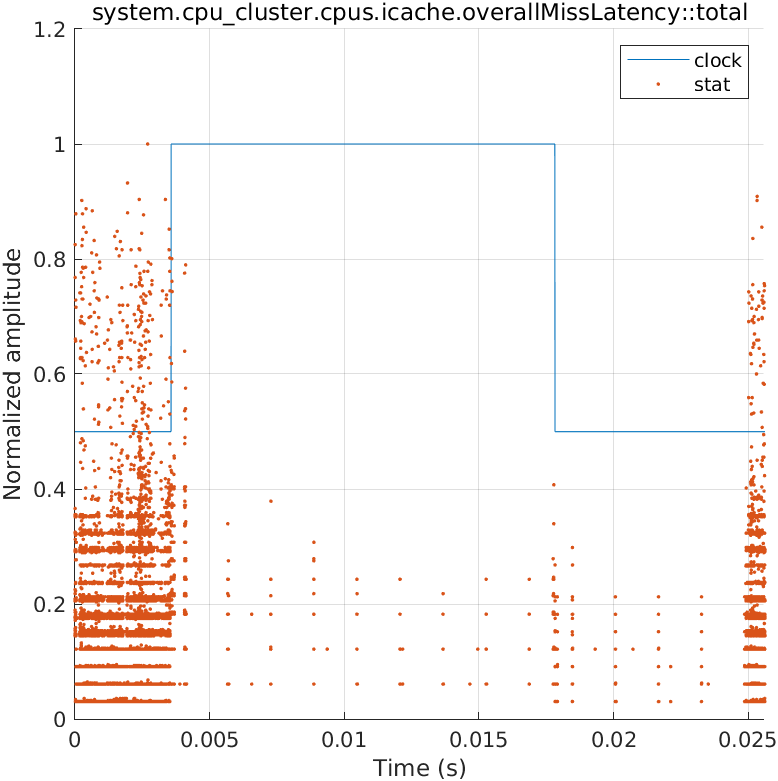 system.cpu_cluster.cpus.icache.overallMissLatency::total
clock
stat
Normalized amplitude
1.2
1
0.8
0.6
0.4
0.2
0
0 0.005 0.01 0.015 0.02 0.025
Time (s)